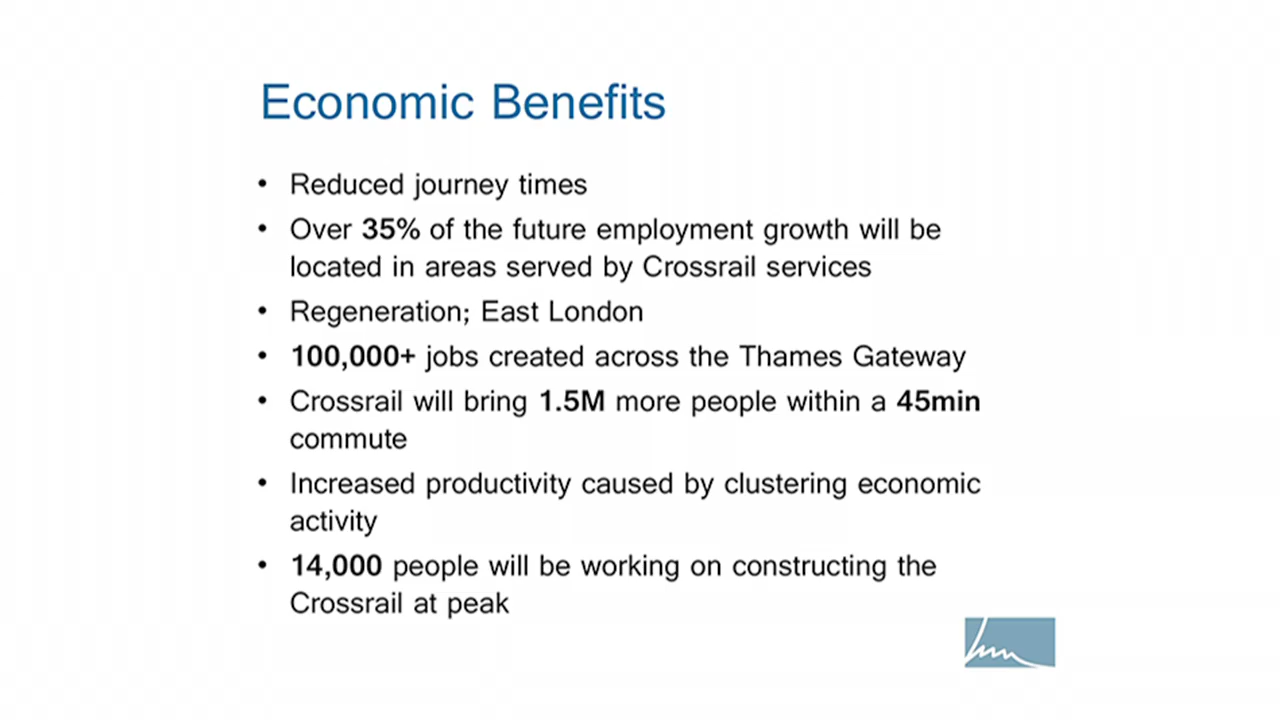 Economic Benefits
• Reduced journey times
• Over 35% of the future employment growth will be
located in areas served by Crossrail services
• Regeneration; East London
• 100,000+ jobs created across the Thames Gateway
• Crossrail will bring 1.5M more people within a 45min
commute
• Increased productivity caused by clustering economic
activity
• 14,000 people will be working on constructing the
Crossrail at peak